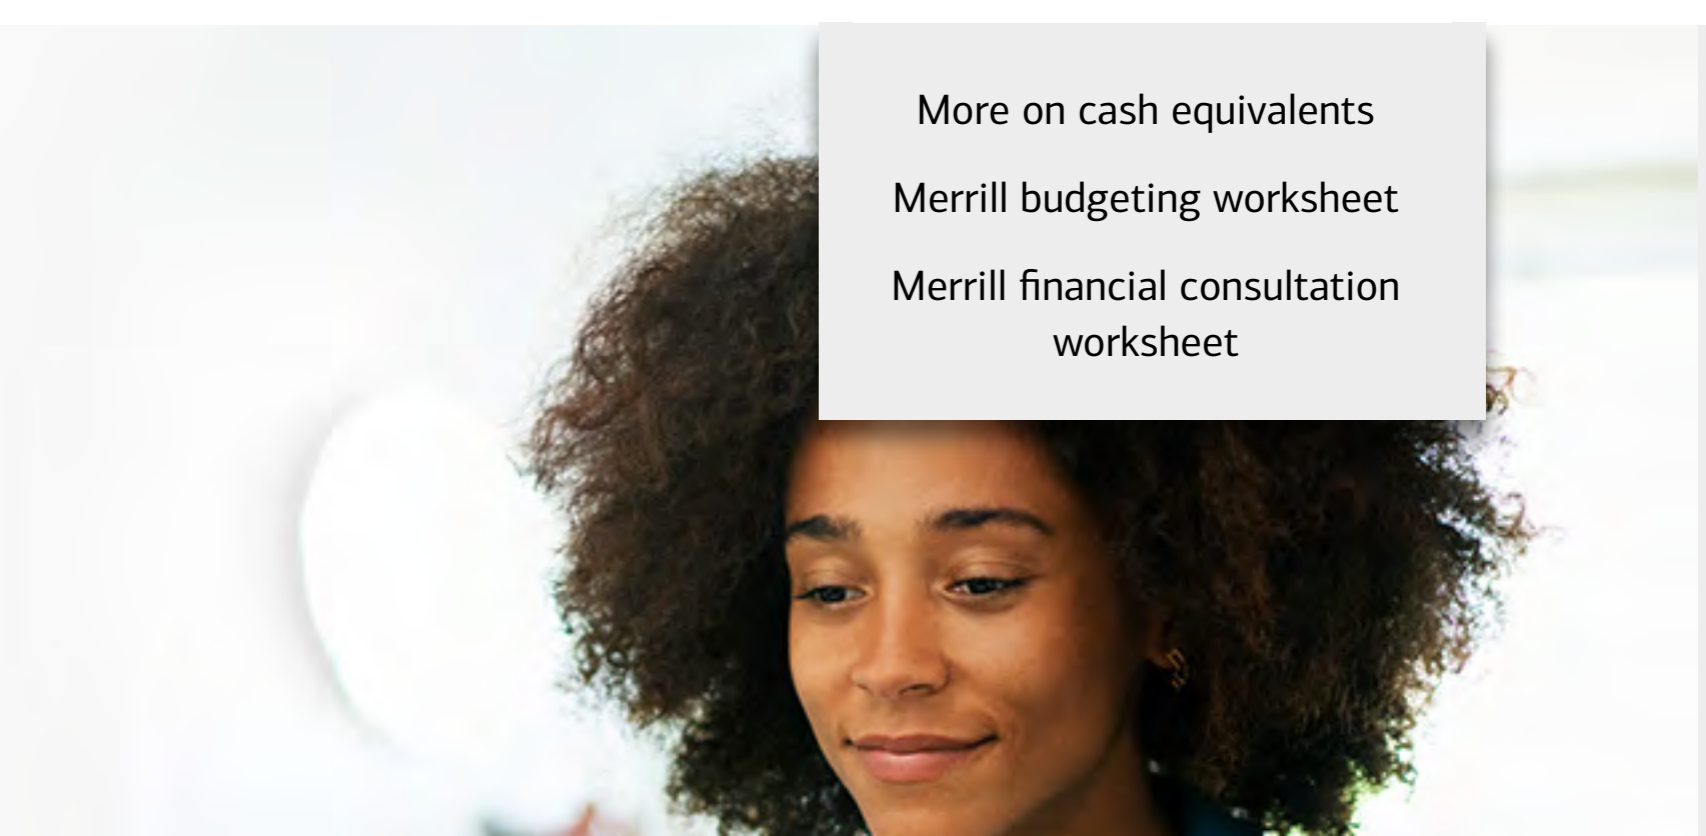 More on cash equivalents
Merrill budgeting worksheet
Merrill financial consultation
worksheet